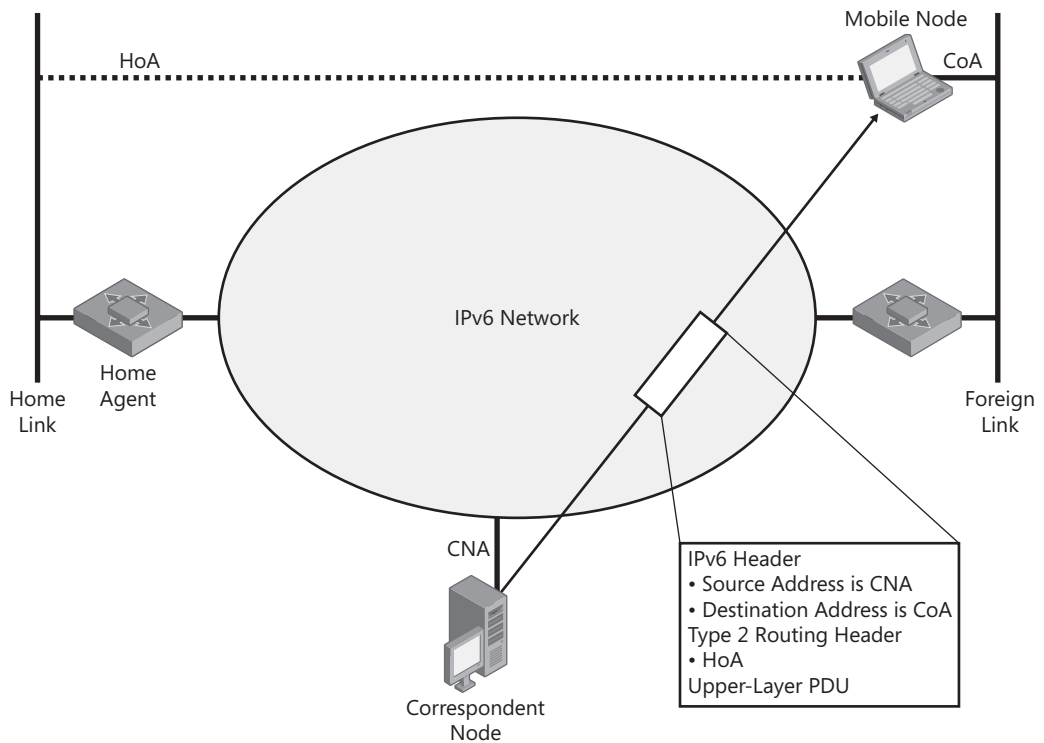 Mobile Node
HoA
CoA
IPv6 Network
Home
Agent
Home
Link
Foreign
Link
CNA
IPv6 Header
• Source Address is CNA
• Destination Address is CoA
Type 2 Routing Header
• HoA
Upper-Layer PDU
Correspondent
Node